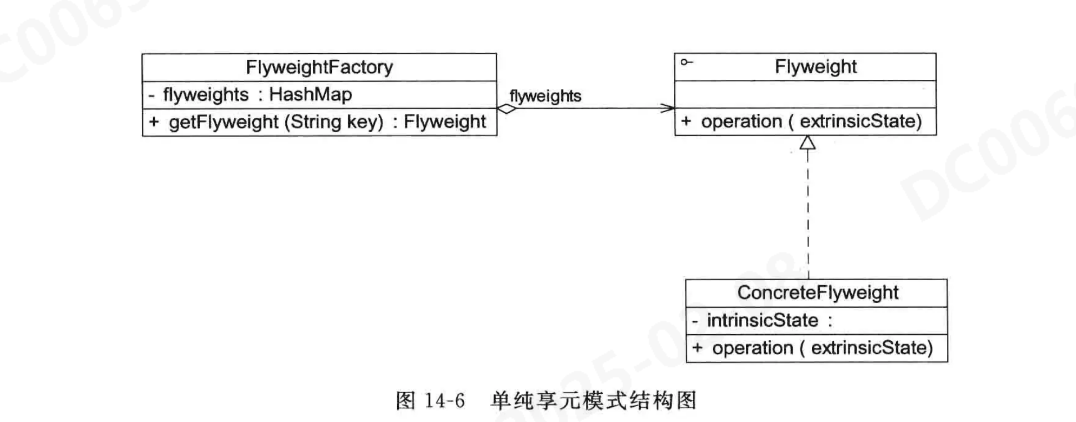 FlyweightFactory
- flyweights : HashMap
+ getFlyweight (String key) : Flyweight
flyweights
Flyweight
+ operation ( extrinsicState)
ConcreteFlyweight
- intrinsicState :
+ operation ( extrinsicState)
图 14-6 单纯享元模式结构图